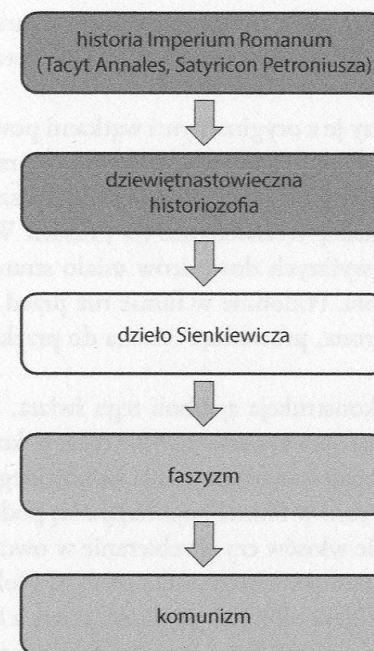 historia Imperium Romanum
(Tacyt Annales, Satyricon Petroniusza)
dziewiętnastowieczna
historiozofia
dzieło Sienkiewicza
faszyzm
komunizm